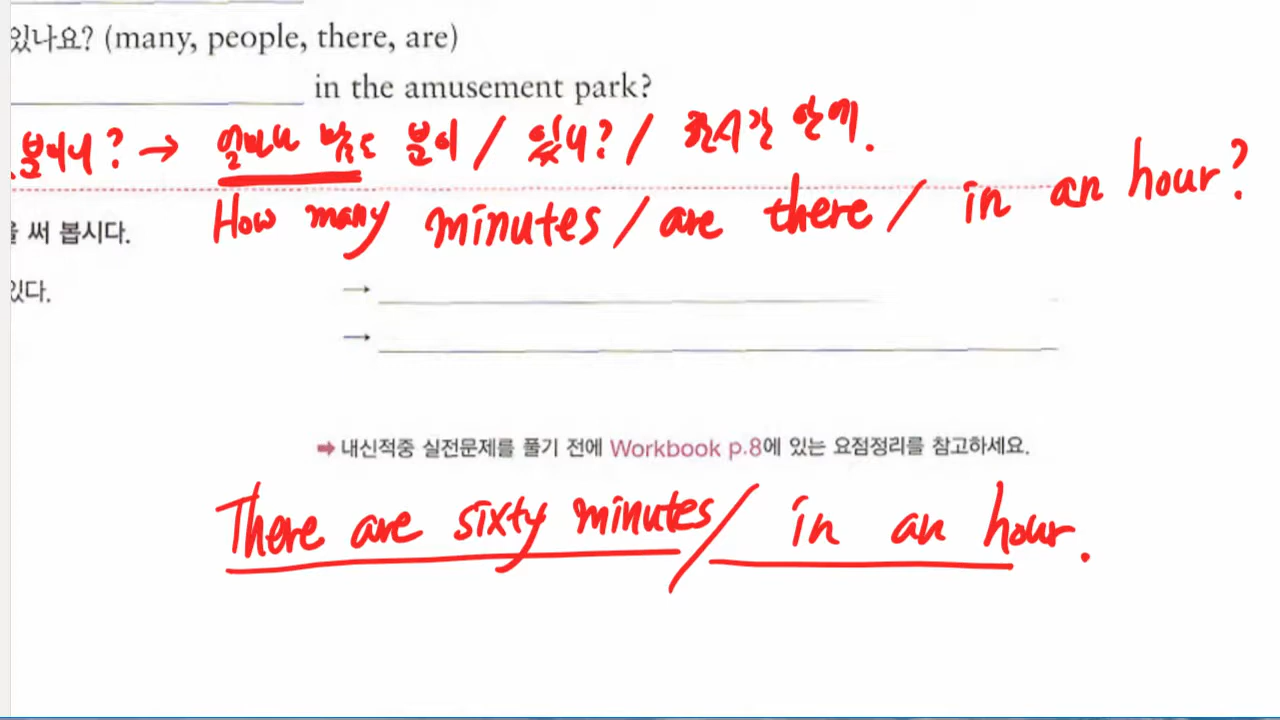 있나요? (many, people, there, are)
in the amusement park?
분이니? → 얼마나 많은 분이 / 있니? / 한시간 안에.
How many minutes / are there / in an hour?
을 써 봅시다.
있다. →
→
➡ 내신적중 실전문제를 풀기 전에 Workbook p.8에 있는 요점정리를 참고하세요.
There are sixty minutes / in an hour.